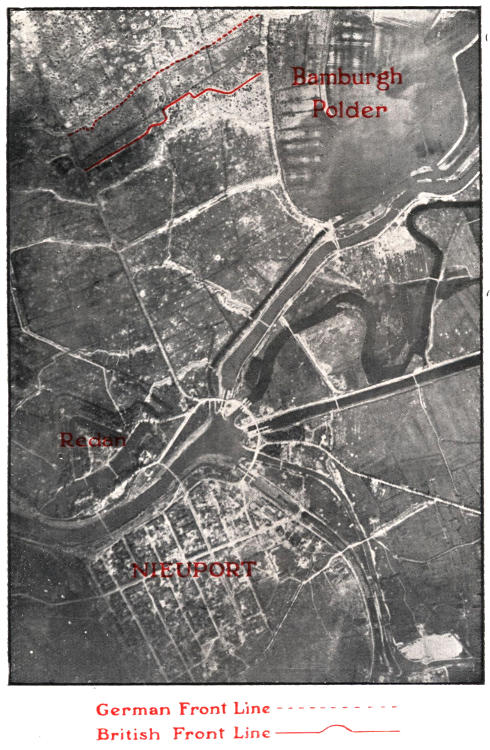 Bamburgh
Polder
Redan
NIEUPORT
German Front Line
British Front Line